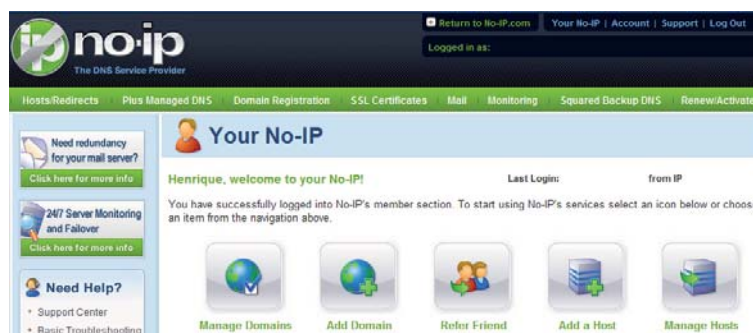 Return to No-IP.com
Your No-IP | Account | Support | Log Out
no-ip
The DNS Service Provider
Logged in as:
Hosts/Redirects Plus Managed DNS Domain Registration SSL Certificates Mail Monitoring Squared Backup DNS Renew/Activate
Need redundancy
for your mail server?
Click here for more info
24/7 Server Monitoring
and Failover
Click here for more info
Need Help?
Support Center
Basic Troubleshooting
Your No-IP
Henrique, welcome to your No-IP! Last Login: from IP
You have successfully logged into No-IP's member section. To start using No-IP's services select an icon below or choos
an item from the navigation above.
Manage Domains Add Domain Refer Friend Add a Host Manage Hosts